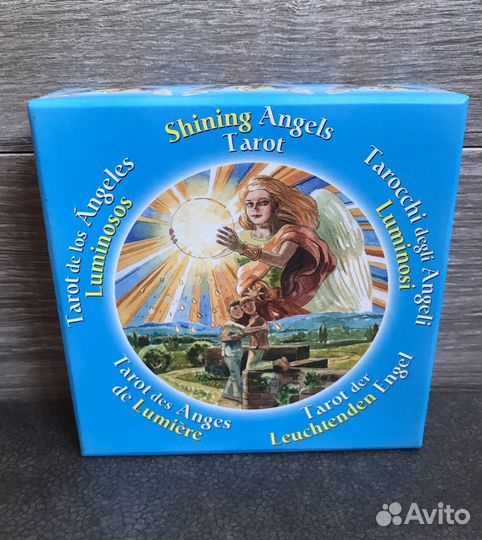 Shining Angels
Tarot
Tarot de los Ángeles
Luminosos
Tarocchi degli Angeli
Luminosi
Tarot des Anges
de Lumière
Tarot der
Leuchtenden Engel
Avito